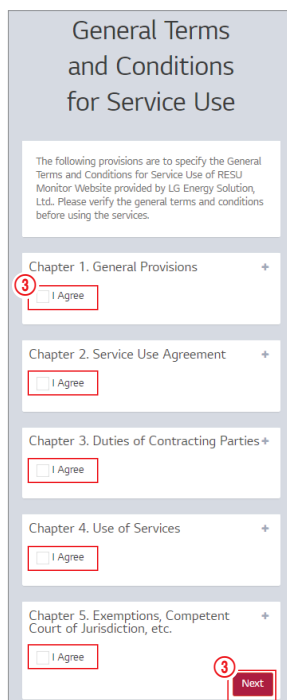 General Terms
and Conditions
for Service Use
The following provisions are to specify the General
Terms and Conditions for Service Use of RESU
Monitor Website provided by LG Energy Solution,
Ltd.. Please verify the general terms and conditions
before using the services.
Chapter 1. General Provisions +
③
I Agree
Chapter 2. Service Use Agreement +
I Agree
Chapter 3. Duties of Contracting Parties +
I Agree
Chapter 4. Use of Services +
I Agree
Chapter 5. Exemptions, Competent +
Court of Jurisdiction, etc.
I Agree
③
Next